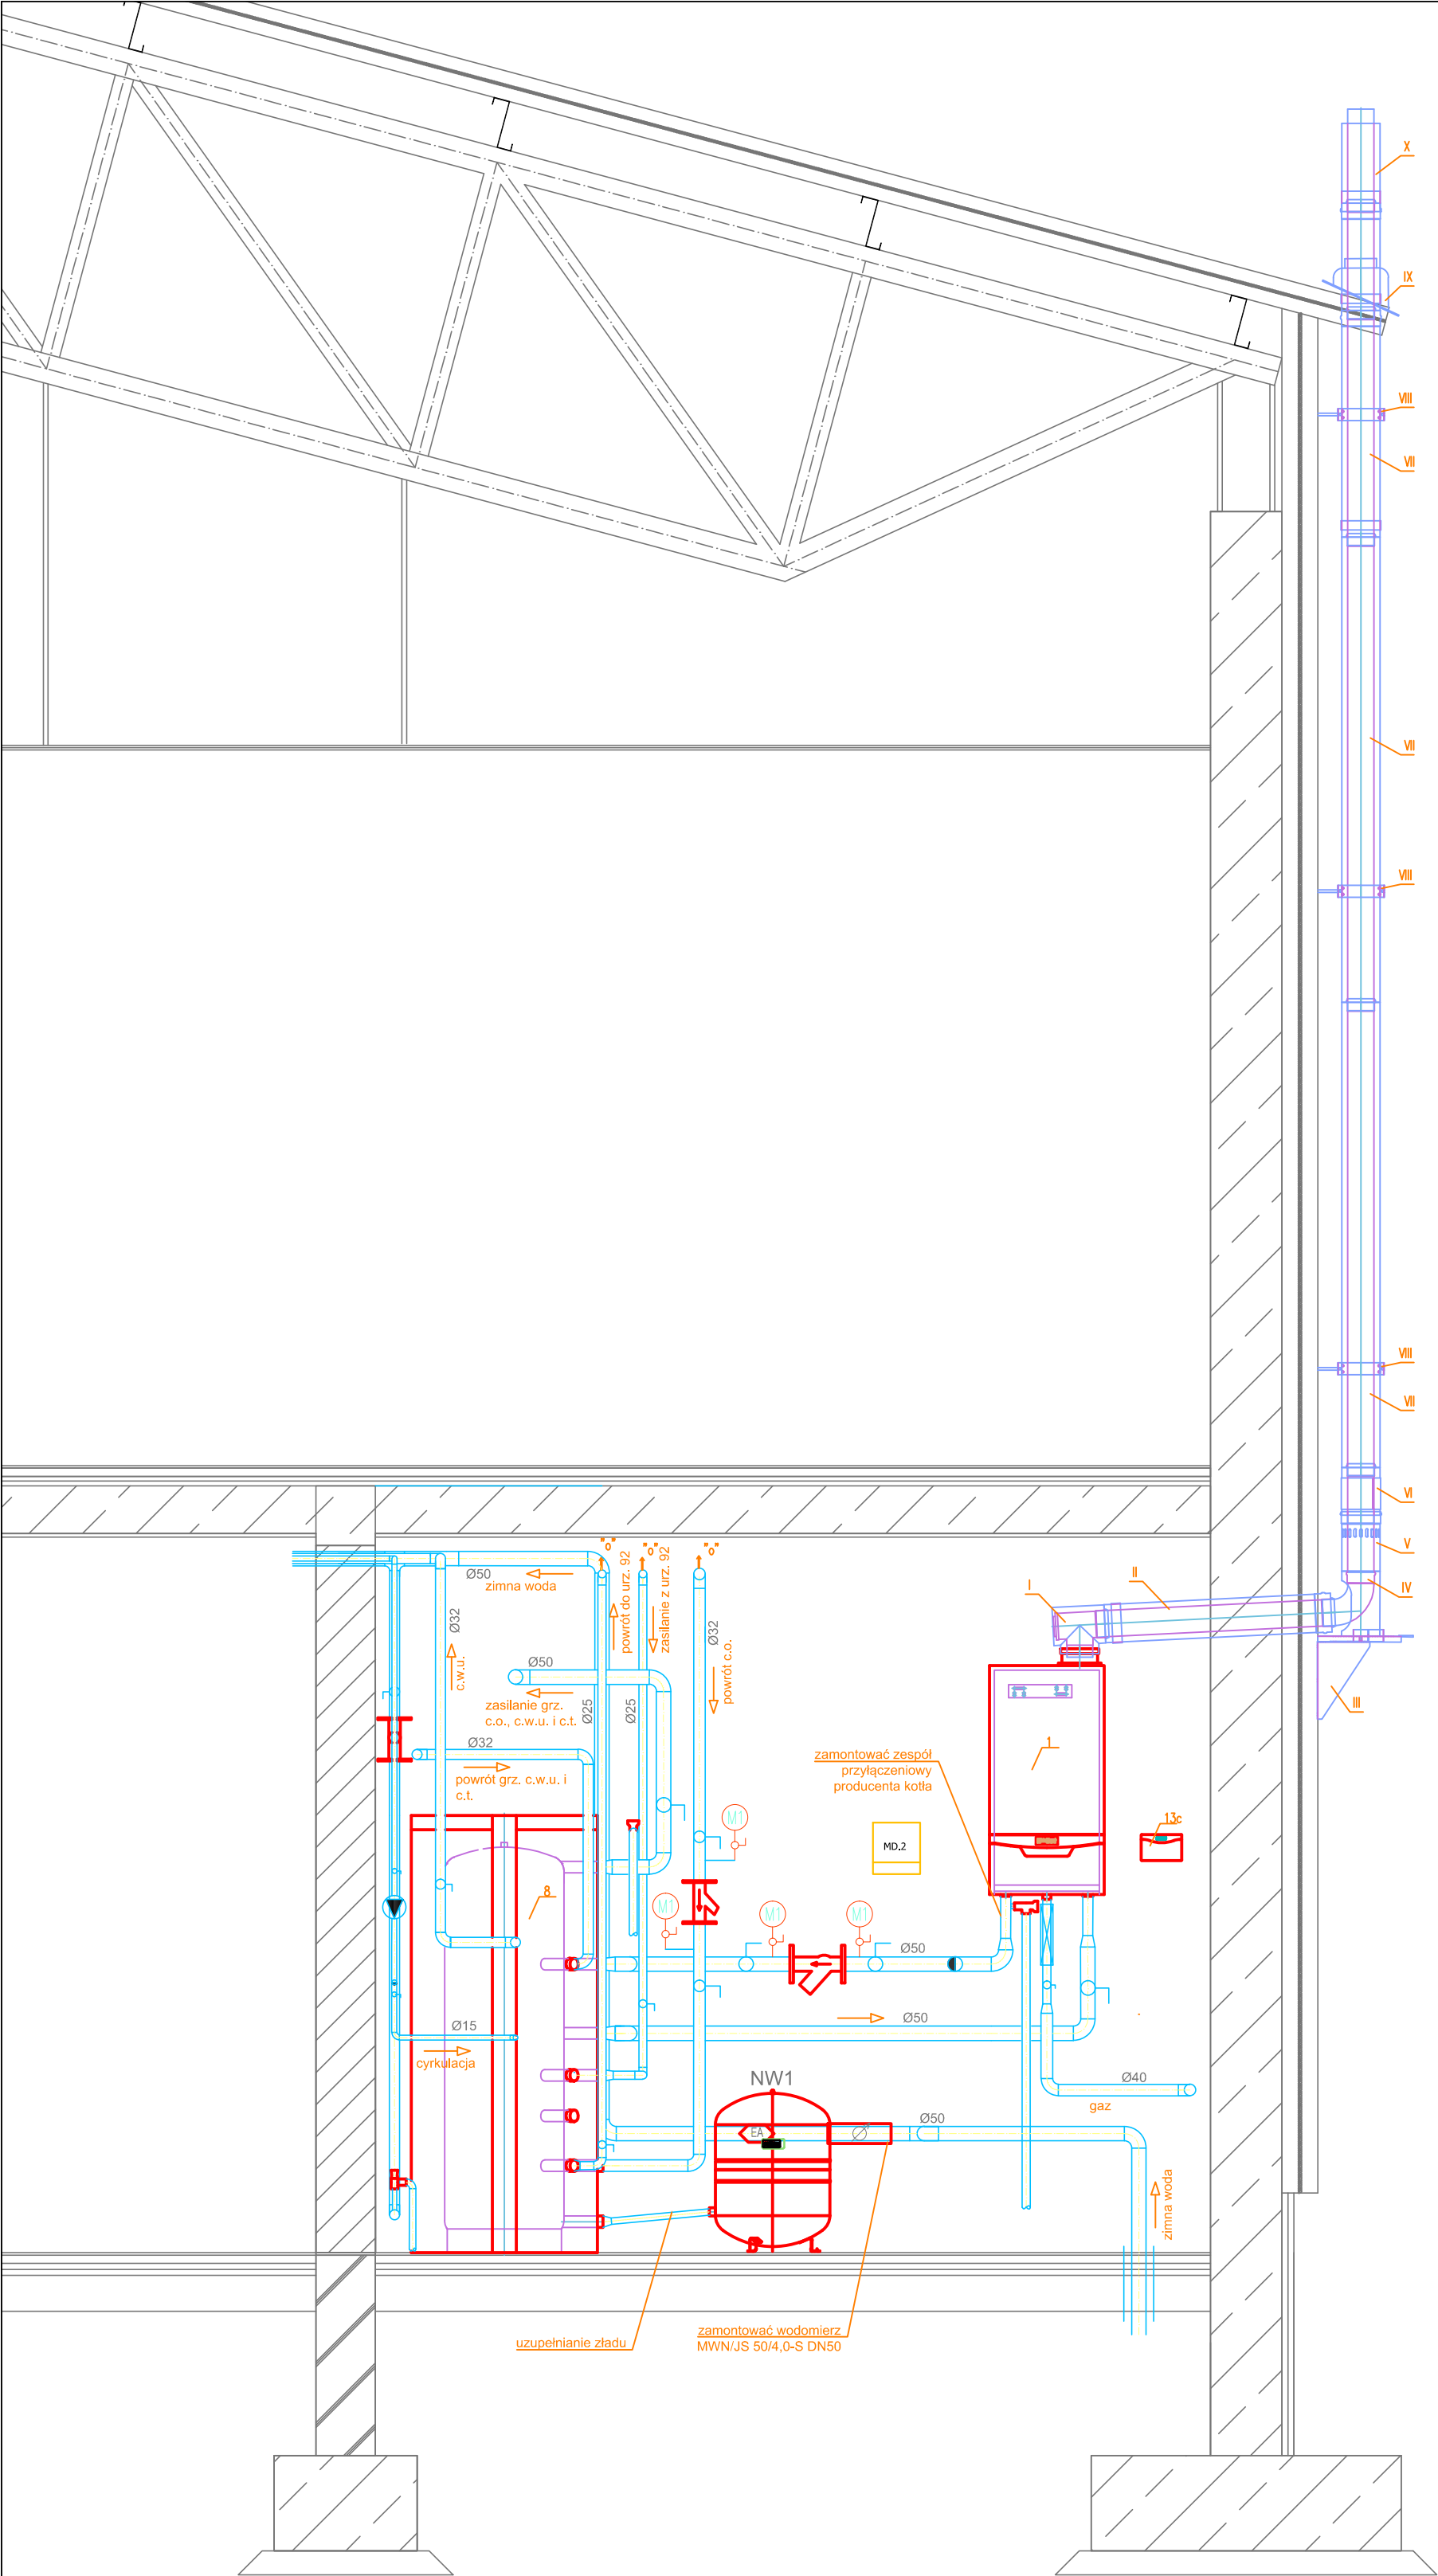 X
IX
VIII
VII
VII
VIII
VIII
VII
VI
V
IV
III
II
I
"o"
"o"
"o"
Ø50
zimna woda
Ø32
c.w.u.
powrót do urz. 92
zasilanie z urz. 92
Ø32
powrót c.o.
Ø50
zasilanie grz.
c.o., c.w.u. i c.t.
Ø25
Ø25
Ø32
powrót grz. c.w.u. i
c.t.
zamontować zespół
przyłączeniowy
producenta kotła
1
13c
MD.2
M1
M1
M1
M1
8
Ø50
Ø15
cyrkulacja
Ø50
NW1
EA
Ø50
Ø40
gaz
zimna woda
uzupełnianie zładu
zamontować wodomierz
MWN/JS 50/4,0-S DN50